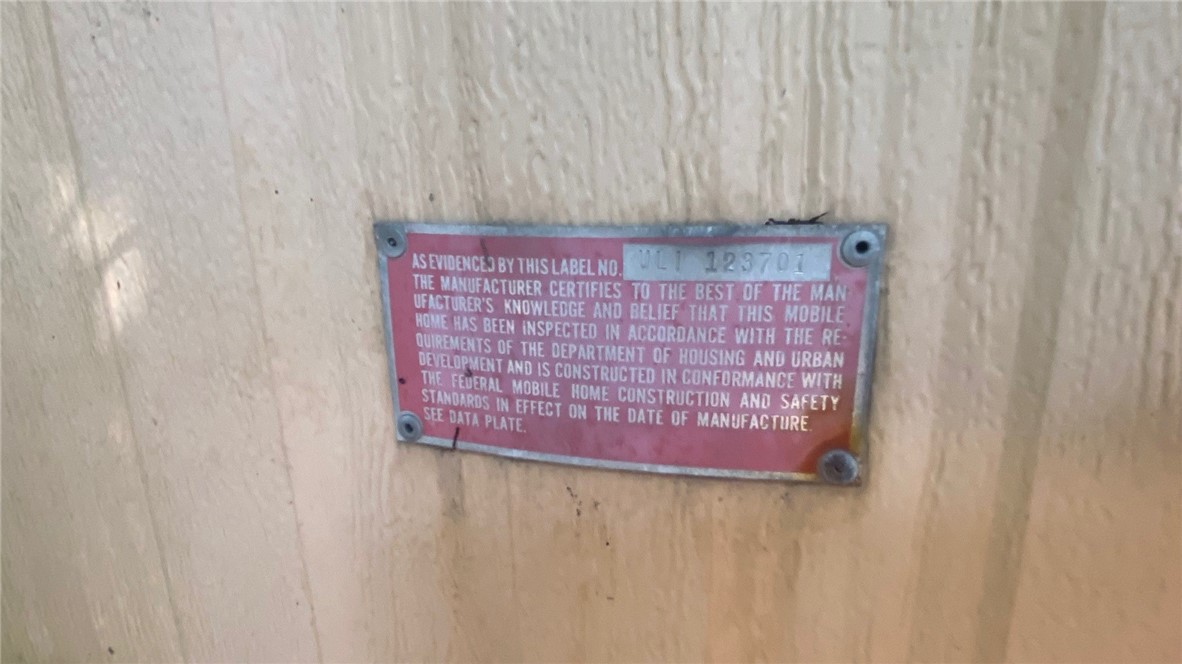 AS EVIDENCED BY THIS LABEL NO. ULI 123701
THE MANUFACTURER CERTIFIES TO THE BEST OF THE MAN-
UFACTURER'S KNOWLEDGE AND BELIEF THAT THIS MOBILE
HOME HAS BEEN INSPECTED IN ACCORDANCE WITH THE RE-
QUIREMENTS OF THE DEPARTMENT OF HOUSING AND URBAN
DEVELOPMENT AND IS CONSTRUCTED IN CONFORMANCE WITH
THE FEDERAL MOBILE HOME CONSTRUCTION AND SAFETY
STANDARDS IN EFFECT ON THE DATE OF MANUFACTURE.
SEE DATA PLATE.